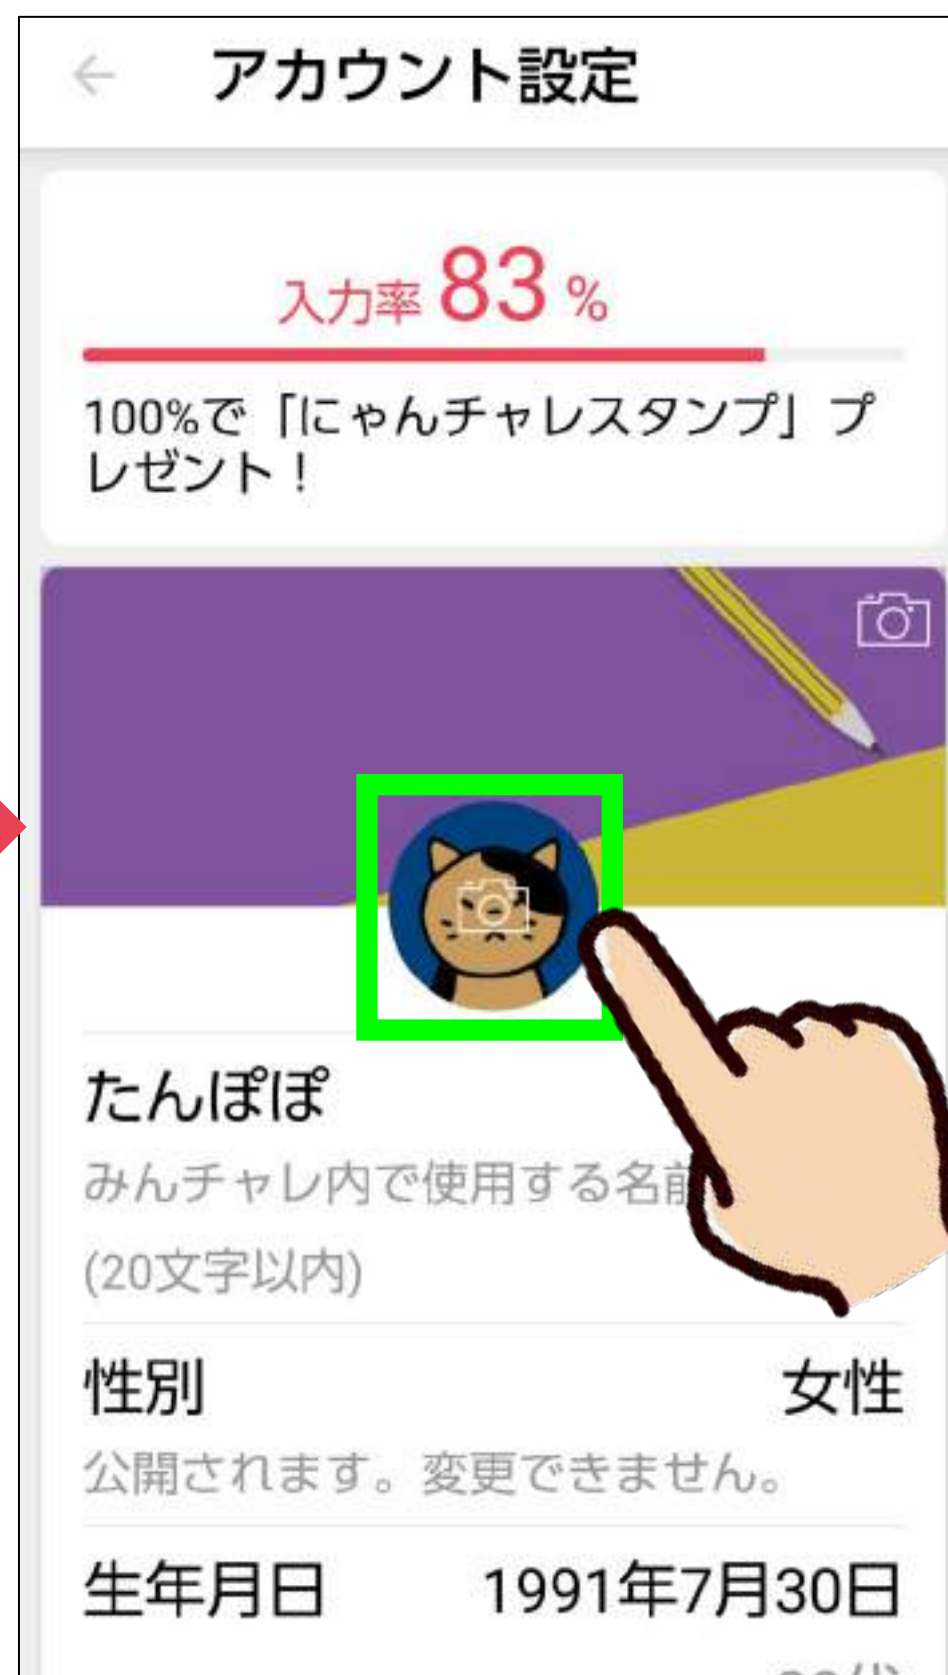 アカウント設定
入力率 83 %
100%で「にゃんチャレスタンプ」プ
レゼント！
たんぽぽ
みんチャレ内で使用する名前
(20文字以内)
性別 女性
公開されます。変更できません。
生年月日 1991年7月30日